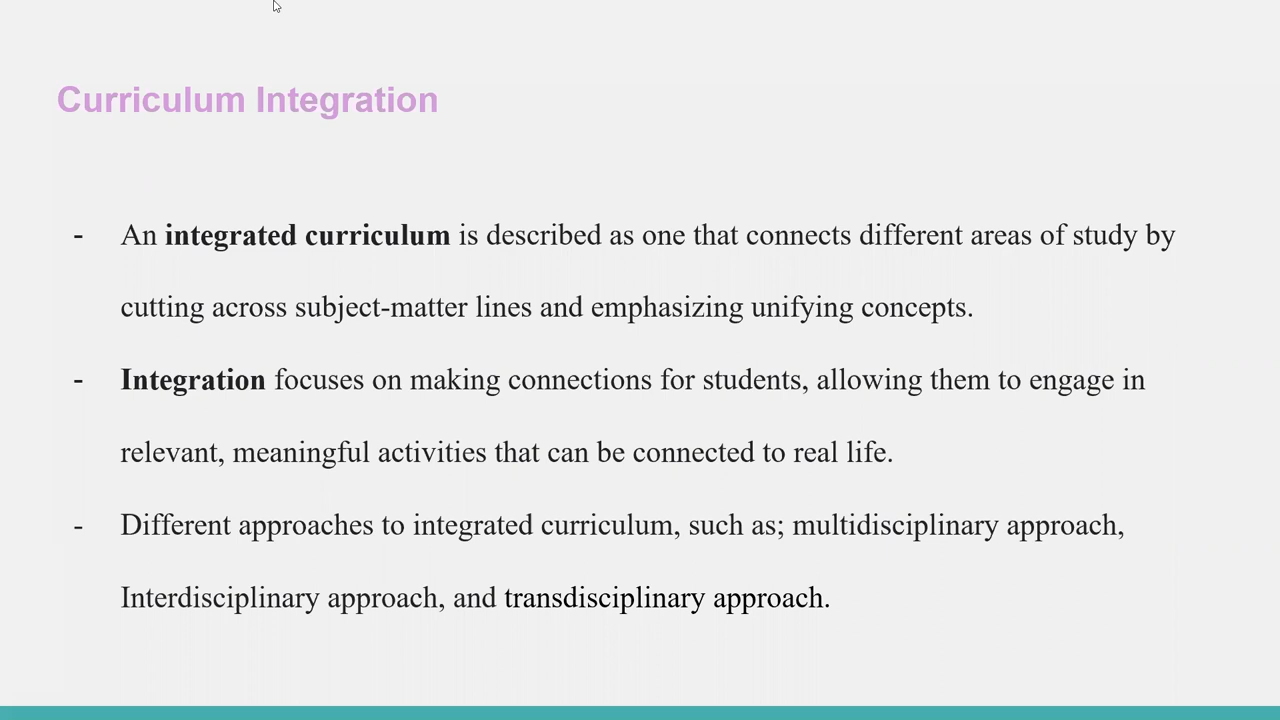 Curriculum Integration
- An integrated curriculum is described as one that connects different areas of study by
cutting across subject-matter lines and emphasizing unifying concepts.
- Integration focuses on making connections for students, allowing them to engage in
relevant, meaningful activities that can be connected to real life.
- Different approaches to integrated curriculum, such as; multidisciplinary approach,
Interdisciplinary approach, and transdisciplinary approach.